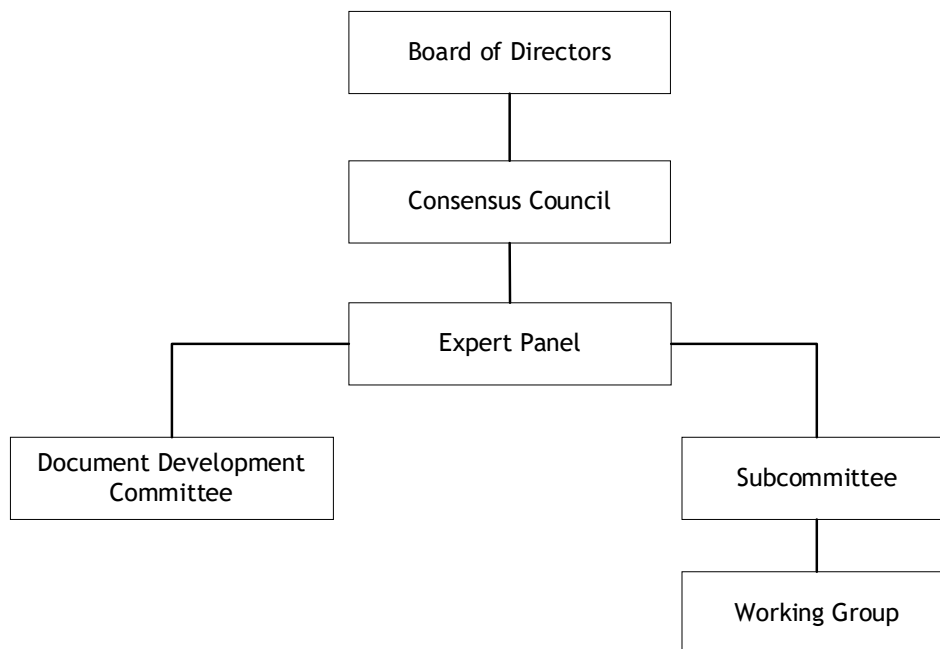 Board of Directors
Consensus Council
Expert Panel
Document Development
Committee
Subcommittee
Working Group